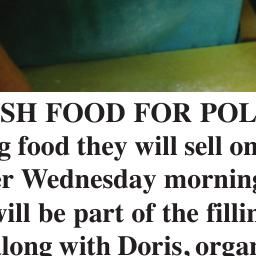 SH FOOD FOR POL
g food they will sell on
er Wednesday morning
will be part of the fillin
along with Doris, organ